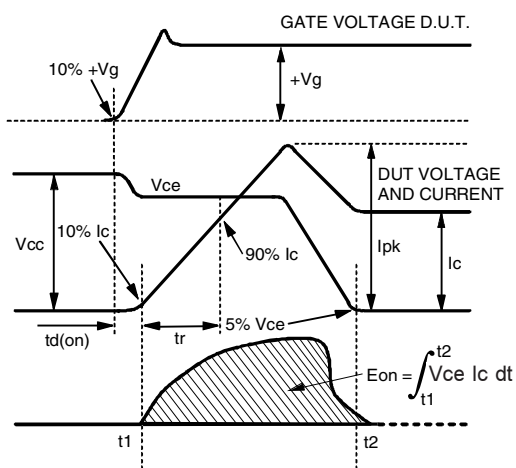 GATE VOLTAGE D.U.T.
10% +Vg
+Vg
Vce
DUT VOLTAGE
AND CURRENT
Vcc
10% Ic
90% Ic
Ipk
Ic
td(on)
tr
5% Vce
Eon = ∫ Vce Ic dt
t2
t1
t1
t2